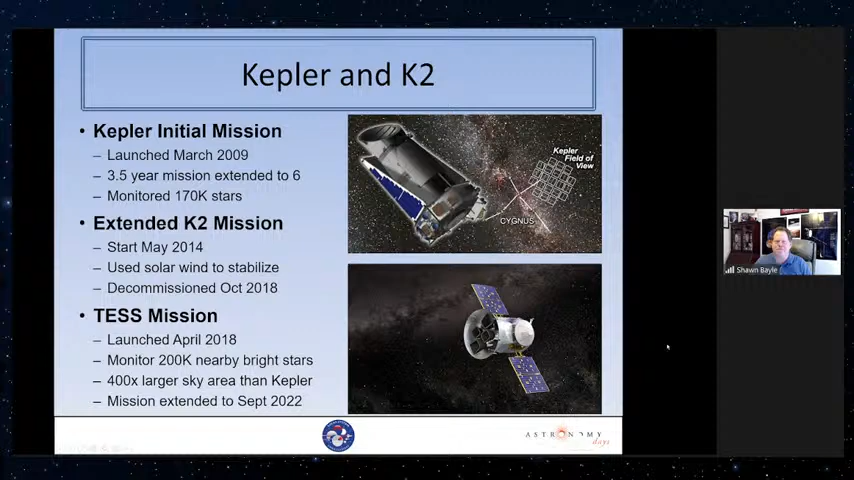 Kepler and K2
• Kepler Initial Mission
– Launched March 2009
– 3.5 year mission extended to 6
– Monitored 170K stars
• Extended K2 Mission
– Start May 2014
– Used solar wind to stabilize
– Decommissioned Oct 2018
• TESS Mission
– Launched April 2018
– Monitor 200K nearby bright stars
– 400x larger sky area than Kepler
– Mission extended to Sept 2022
Kepler
Field of
View
CYGNUS
Shawn Bayle
ASTRONOMY
days